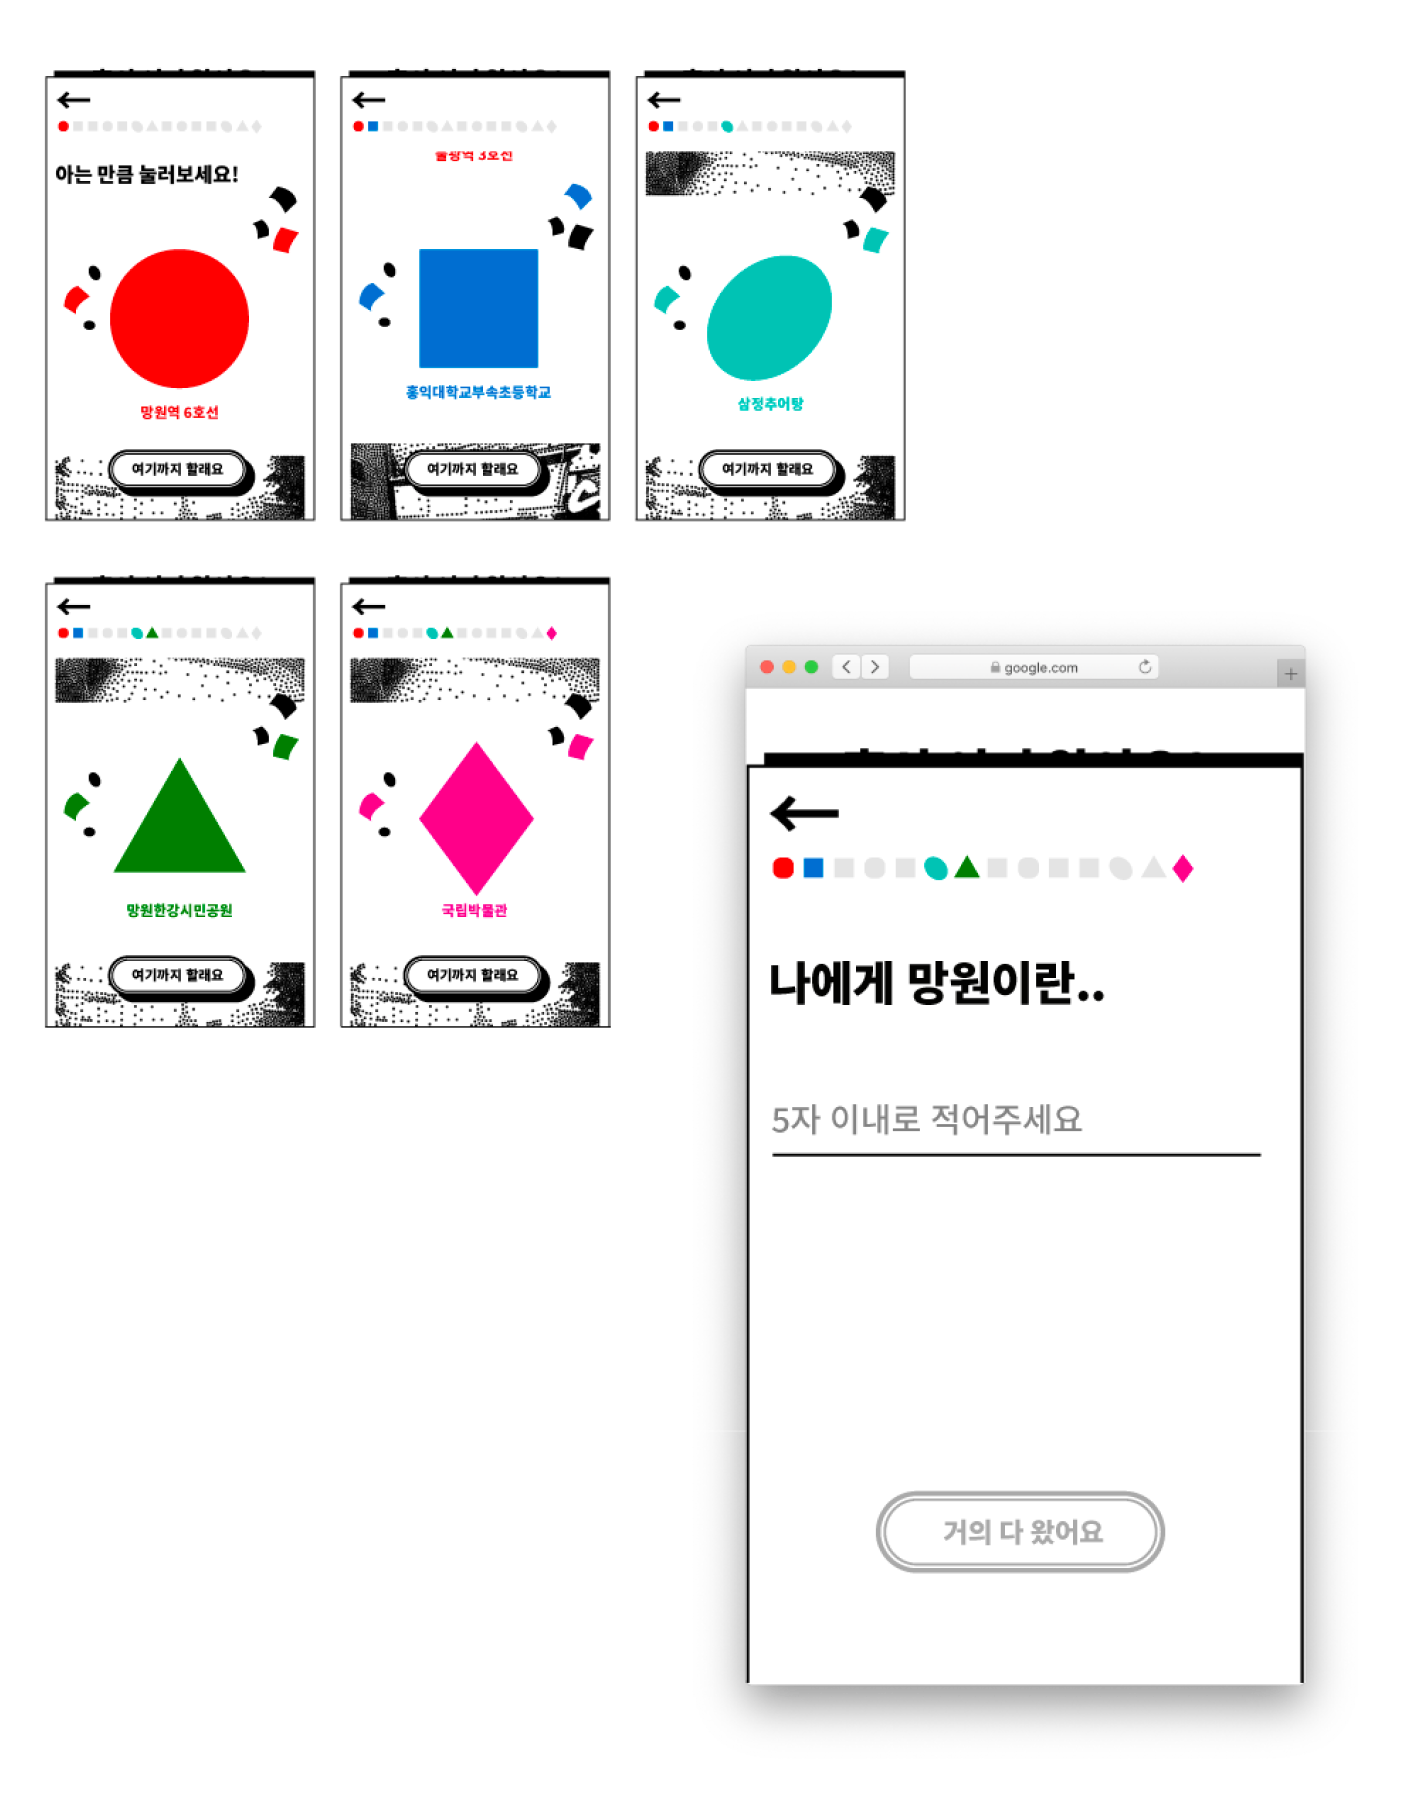 아는 만큼 눌러보세요!
망원역 6호선
여기까지 할래요
3호선
홍익대학교부속초등학교
여기까지 할래요
삼정추어탕
여기까지 할래요
망원한강시민공원
여기까지 할래요
국립박물관
여기까지 할래요
google.com
나에게 망원이란..
5자 이내로 적어주세요
거의 다 왔어요